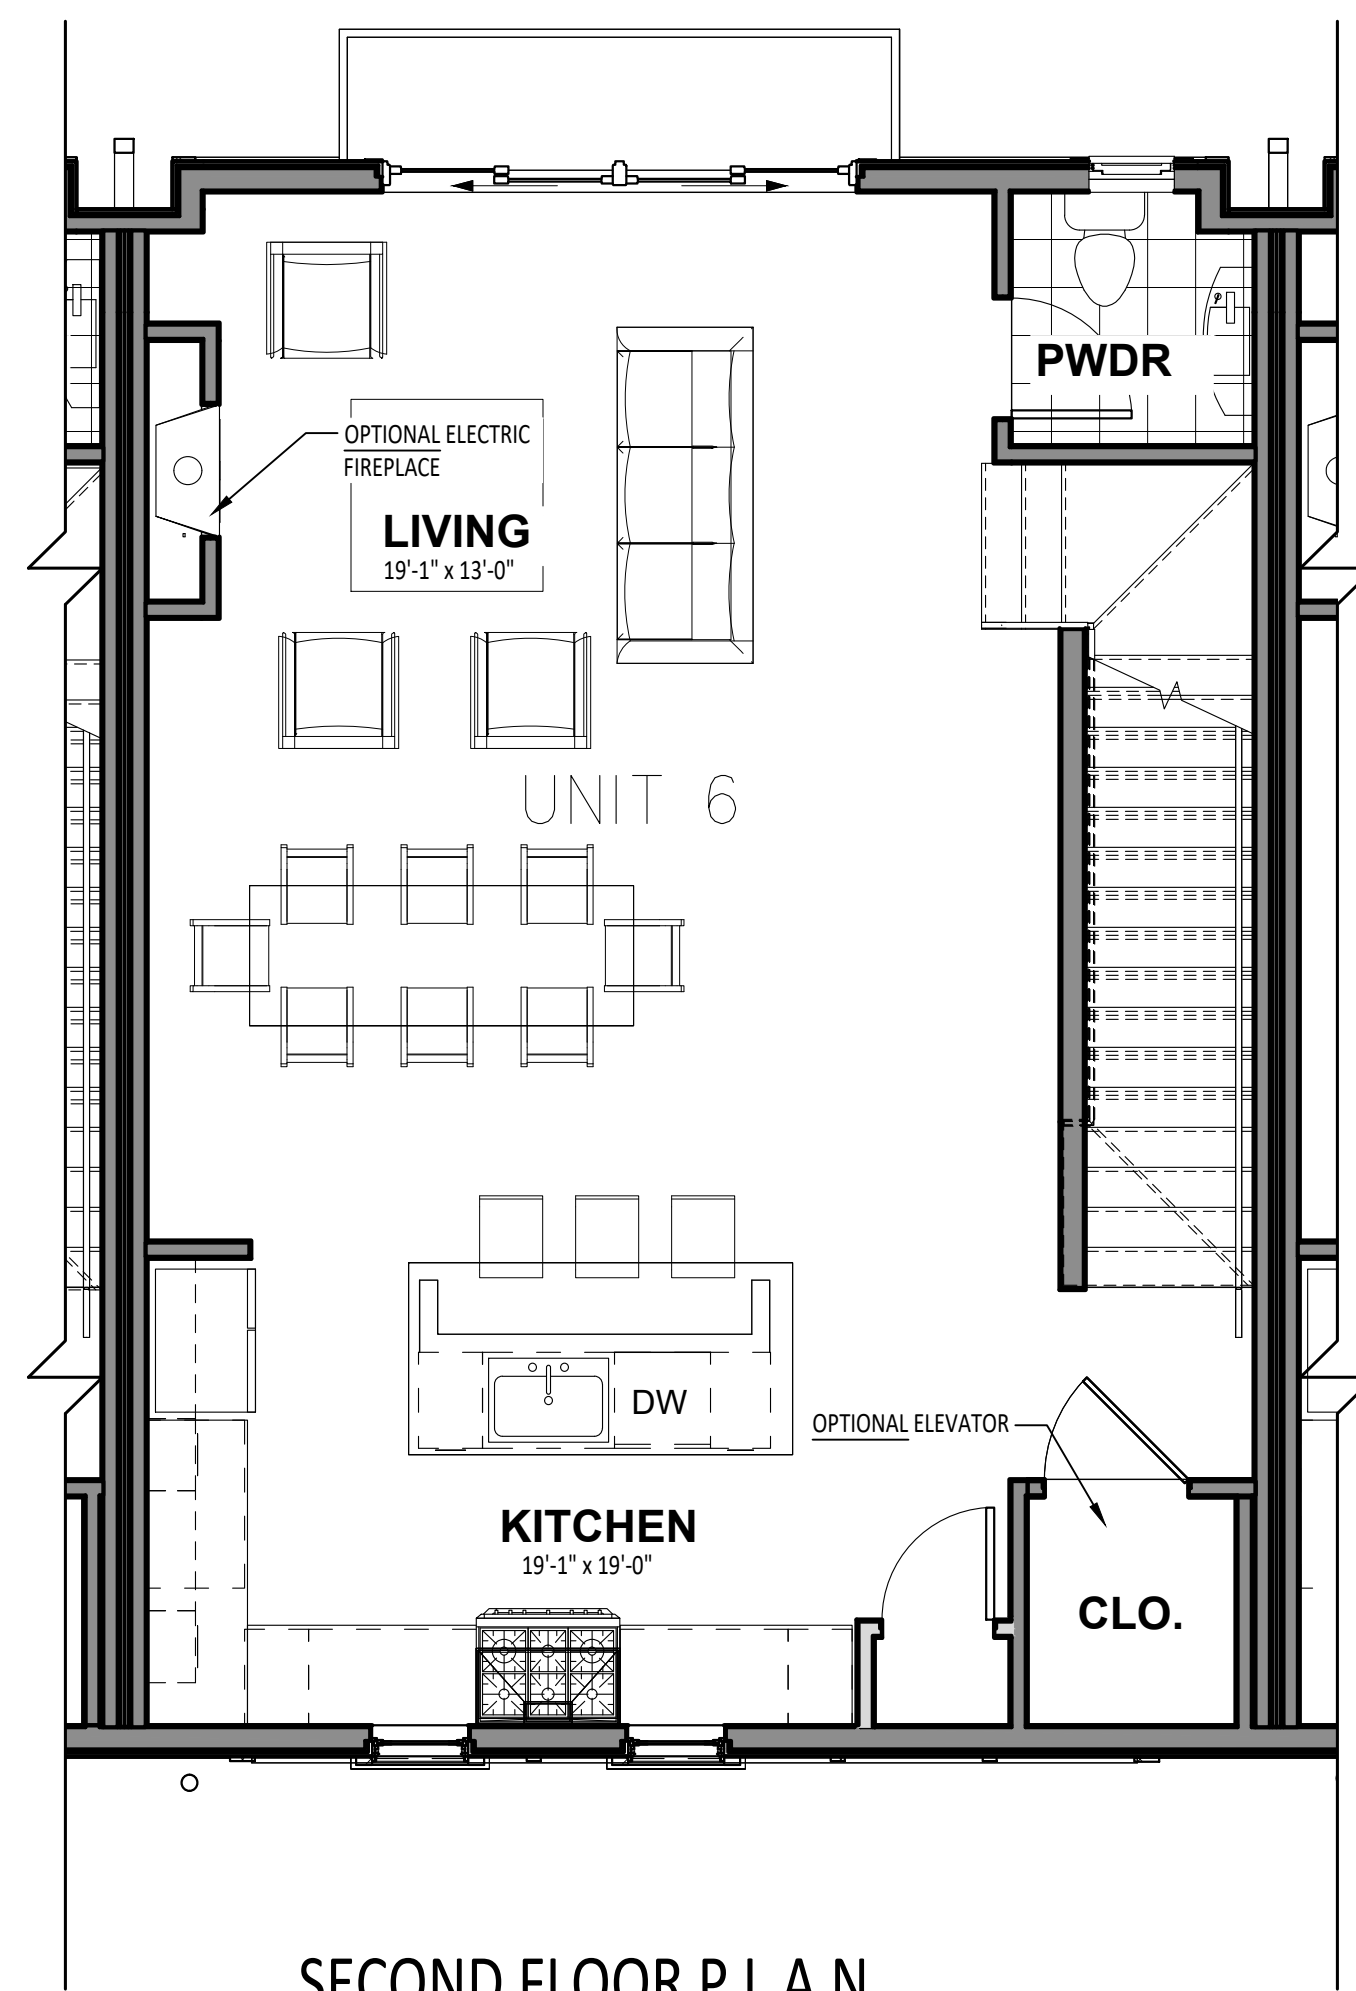 PWDR
OPTIONAL ELECTRIC
FIREPLACE
LIVING
19'-1" x 13'-0"
UNIT 6
DW
OPTIONAL ELEVATOR
KITCHEN
19'-1" x 19'-0"
CLO.
SECOND FLOOR PLAN